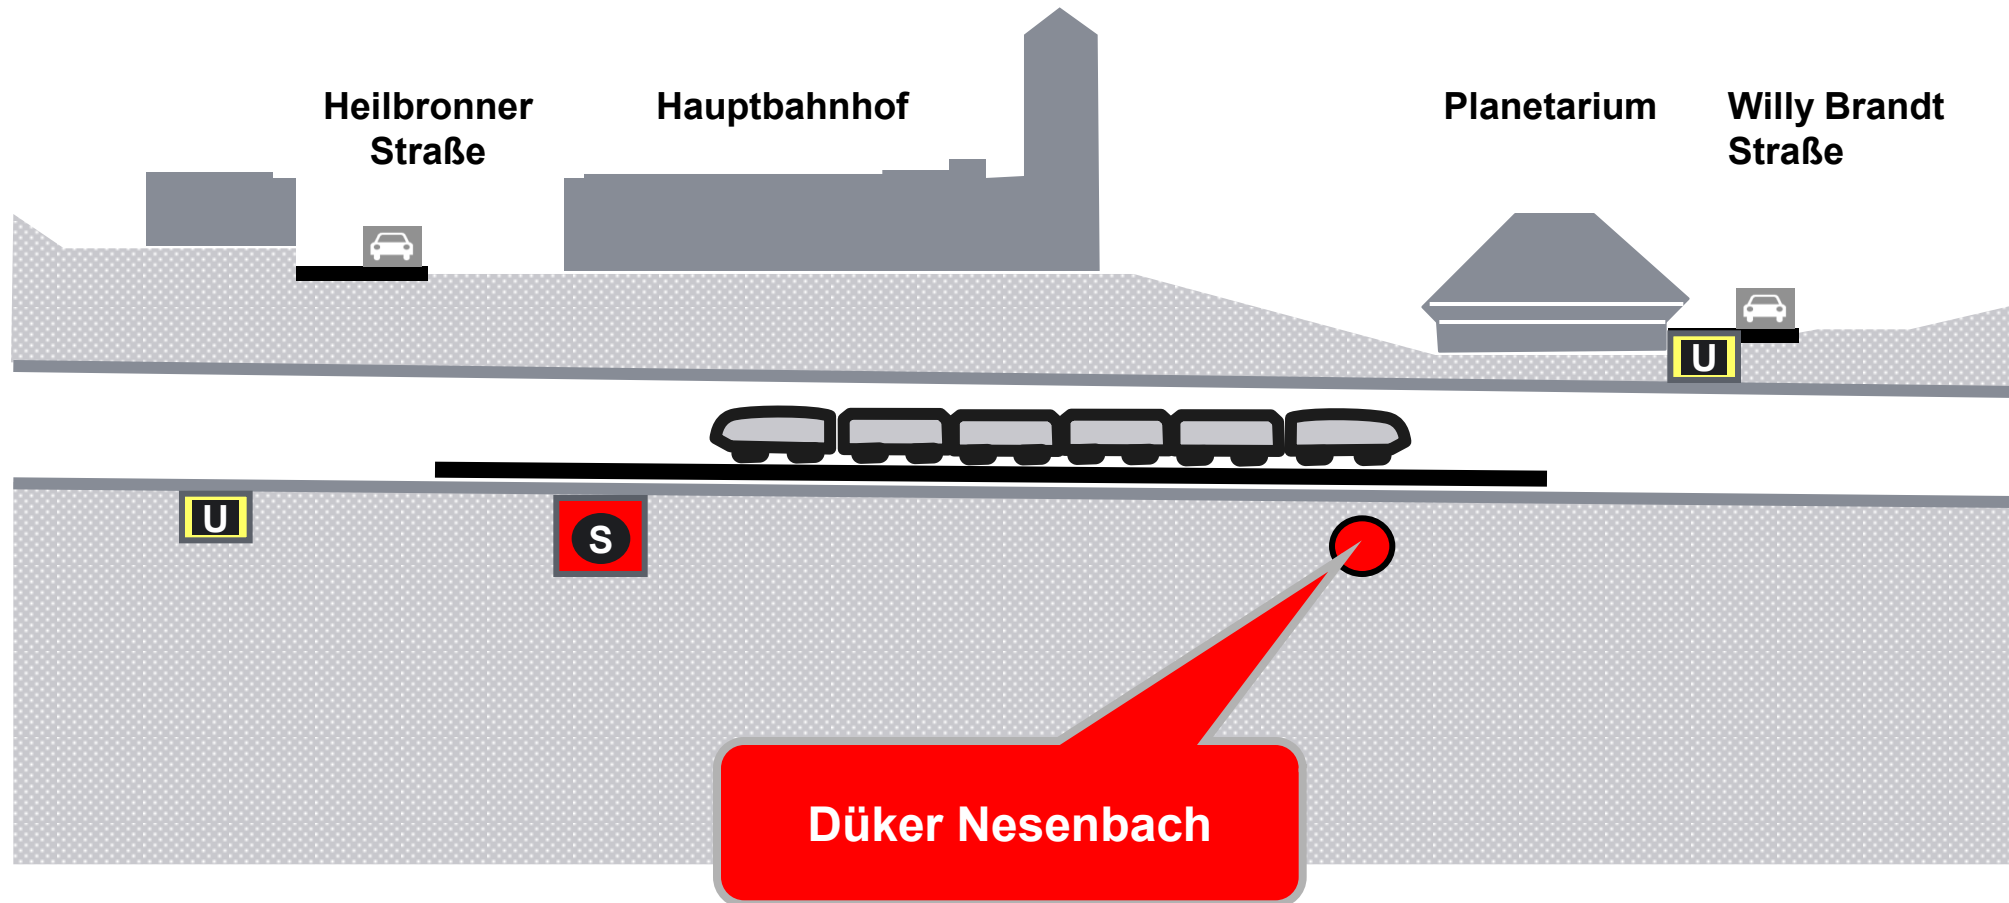 Heilbronner
Straße
Hauptbahnhof
Planetarium
Willy Brandt
Straße
U
U
S
Düker Nesenbach